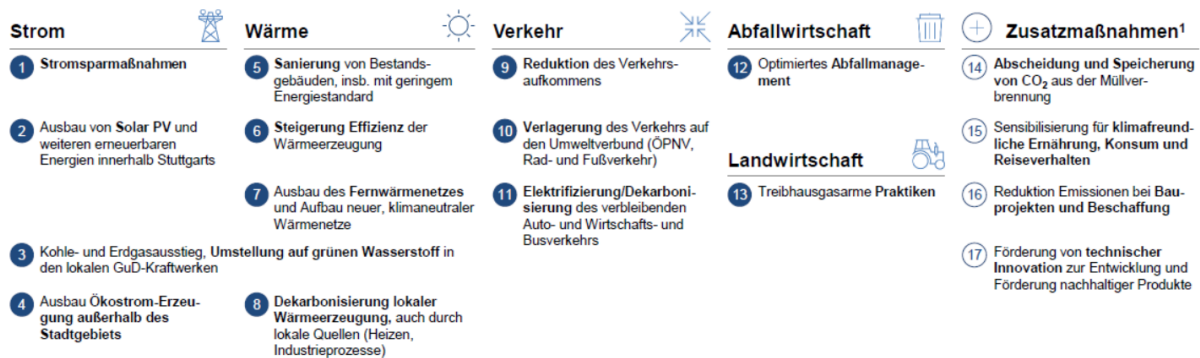 Strom
1 Stromsparmaßnahmen
2 Ausbau von Solar PV und
weiteren erneuerbaren
Energien innerhalb Stuttgarts
3 Kohle- und Erdgasausstieg, Umstellung auf grünen Wasserstoff in
den lokalen GuD-Kraftwerken
4 Ausbau Ökostrom-Erzeu-
gung außerhalb des
Stadtgebiets
Wärme
5 Sanierung von Bestands-
gebäuden, insb. mit geringem
Energiestandard
6 Steigerung Effizienz der
Wärmeerzeugung
7 Ausbau des Fernwärmenetzes
und Aufbau neuer, klimaneutraler
Wärmenetze
8 Dekarbonisierung lokaler
Wärmeerzeugung, auch durch
lokale Quellen (Heizen,
Industrieprozesse)
Verkehr
9 Reduktion des Verkehrs-
aufkommens
10 Verlagerung des Verkehrs auf
den Umweltverbund (ÖPNV,
Rad- und Fußverkehr)
11 Elektrifizierung/Dekarboni-
sierung des verbleibenden
Auto- und Wirtschafts- und
Busverkehrs
Abfallwirtschaft
12 Optimiertes Abfallmanage-
ment
Landwirtschaft
13 Treibhausgasarme Praktiken
Zusatzmaßnahmen¹
14 Abscheidung und Speicherung
von CO₂ aus der Müllver-
brennung
15 Sensibilisierung für klimafreund-
liche Ernährung, Konsum und
Reiseverhalten
16 Reduktion Emissionen bei Bau-
projekten und Beschaffung
17 Förderung von technischer
Innovation zur Entwicklung und
Förderung nachhaltiger Produkte